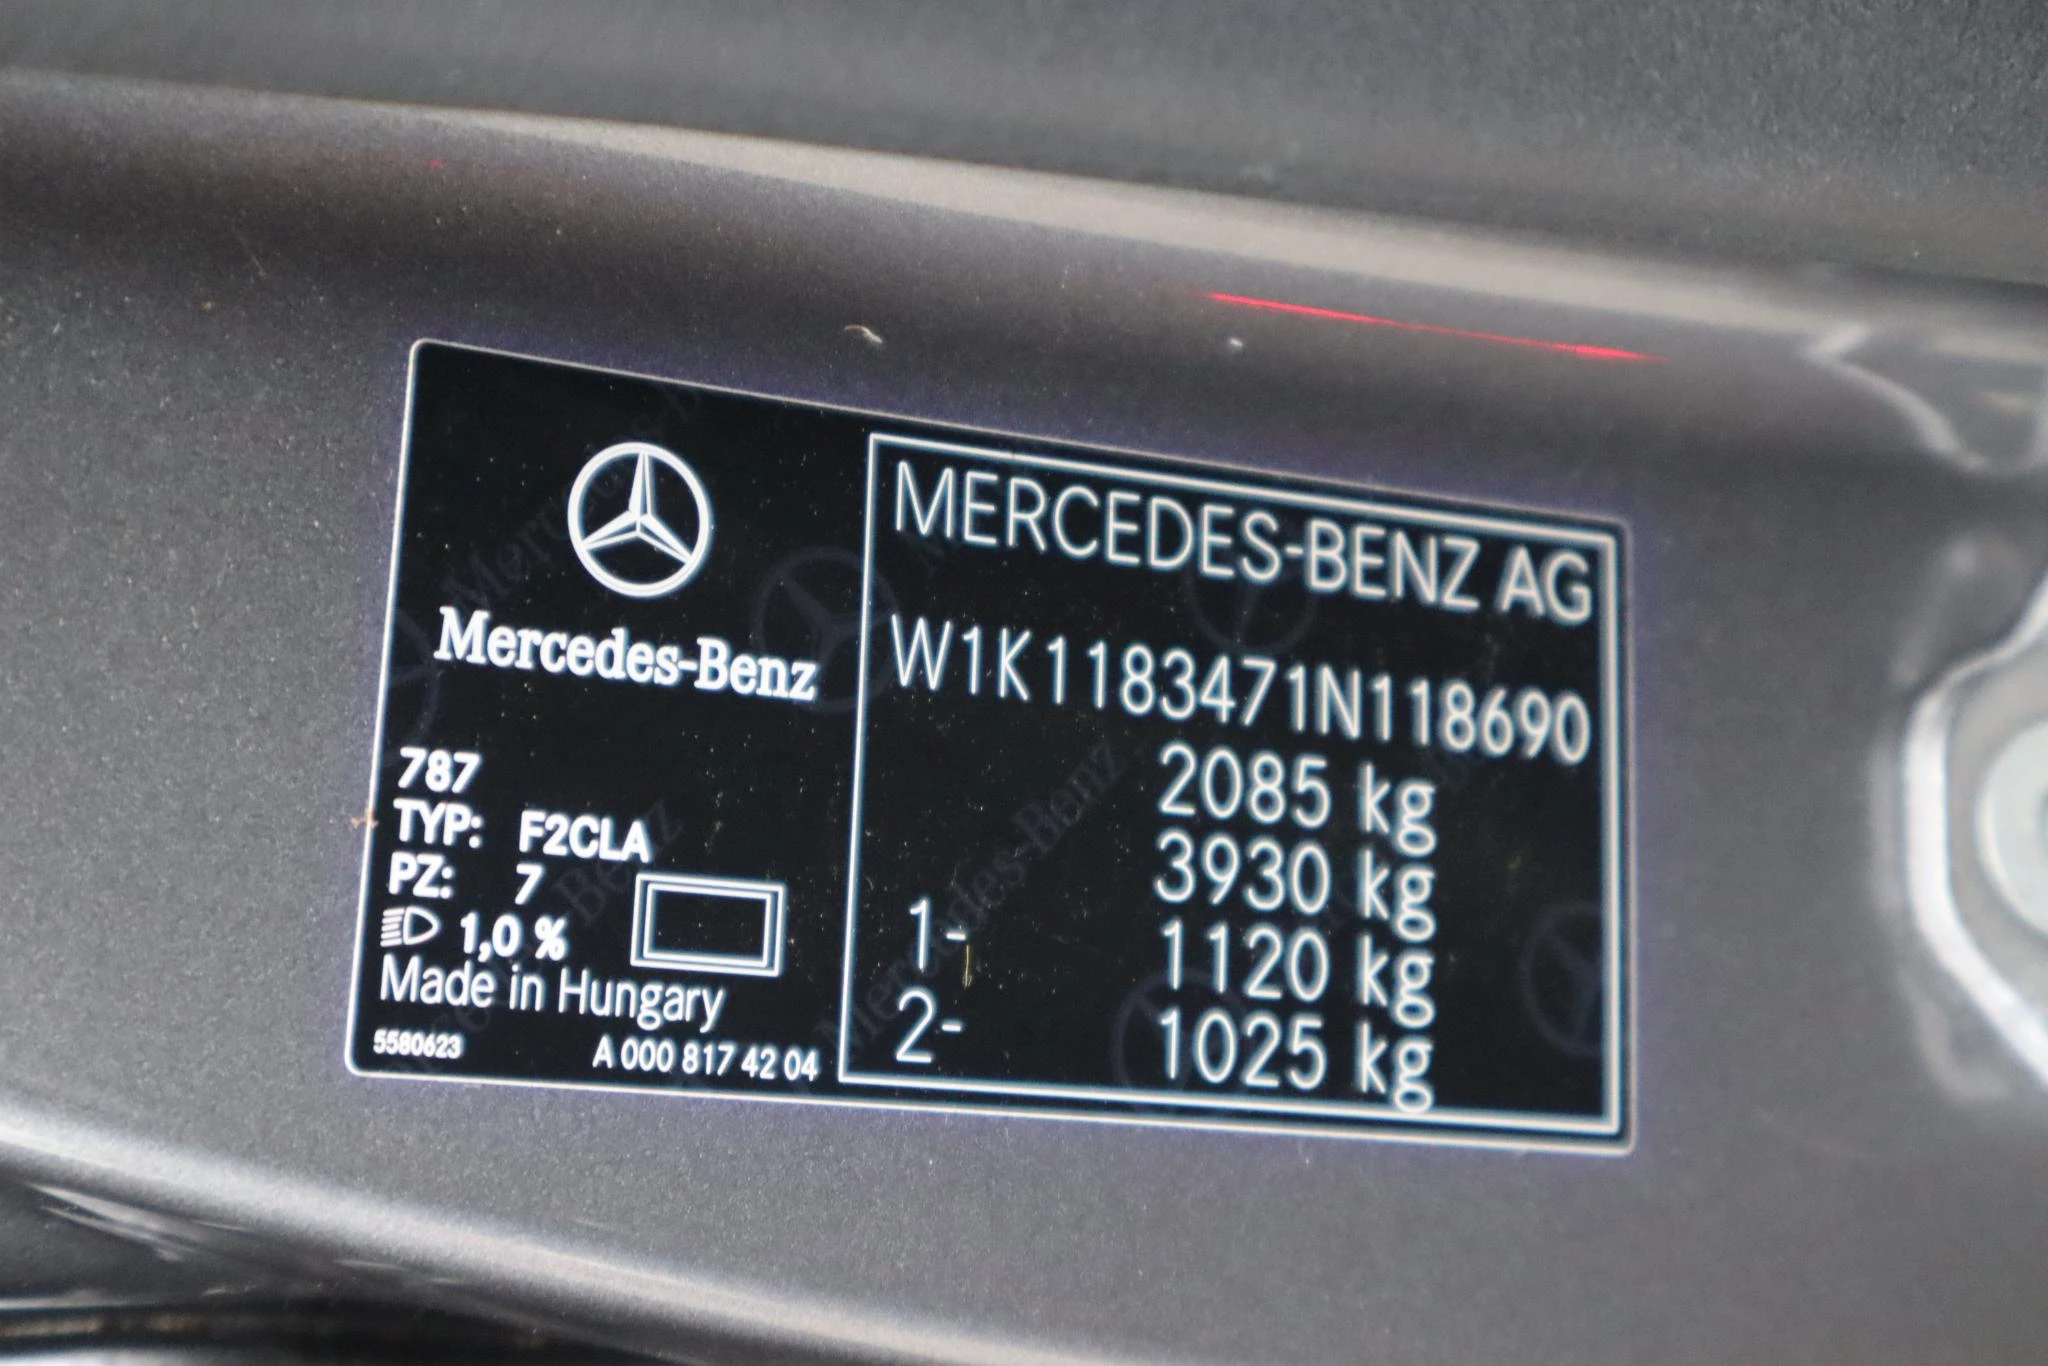 Mercedes-Benz
787
TYP: F2CLA
PZ: 7
1,0 %
Made in Hungary
5580623 A 000 817 42 04
MERCEDES-BENZ AG
W1K1183471N118690
2085 kg
3930 kg
1- 1120 kg
2- 1025 kg